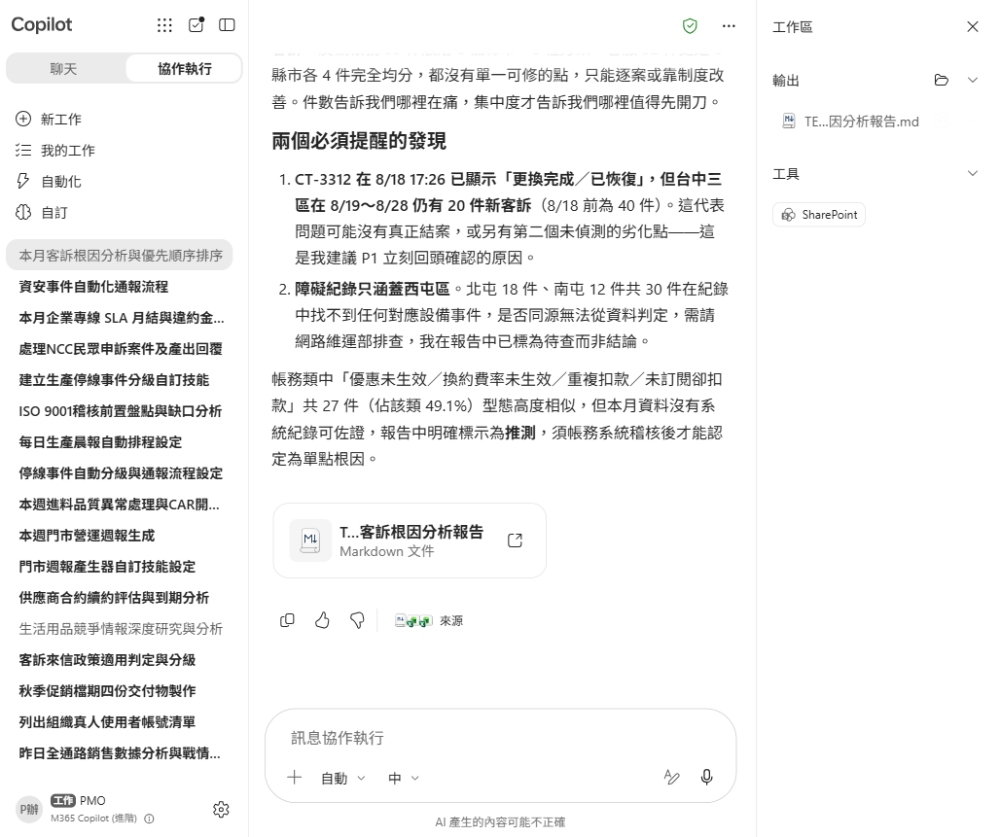 Copilot
聊天
協作執行
新工作
我的工作
自動化
自訂
本月客訴根因分析與優先順序排序
資安事件自動化通報流程
本月企業專線 SLA 月結與違約金...
處理NCC民眾申訴案件及產出回覆
建立生產停線事件分級自訂技能
ISO 9001稽核前置盤點與缺口分析
每日生產晨報自動排程設定
停線事件自動分級與通報流程設定
本週進料品質異常處理與CAR開...
本週門市營運週報生成
門市週報產生器自訂技能設定
供應商合約續約評估與到期分析
生活用品競爭情報深度研究與分析
客訴來信政策適用判定與分級
秋季促銷檔期四份交付物製作
列出組織真人使用者帳號清單
昨日全通路銷售數據分析與戰情...
P辦
工作 PMO
M365 Copilot (進階)
縣市各 4 件完全均分，都沒有單一可修的點，只能逐案或靠制度改
善。件數告訴我們哪裡在痛，集中度才告訴我們哪裡值得先開刀。
兩個必須提醒的發現
1. CT-3312 在 8/18 17:26 已顯示「更換完成／已恢復」，但台中三
區在 8/19～8/28 仍有 20 件新客訴（8/18 前為 40 件）。這代表
問題可能沒有真正結案，或另有第二個未偵測的劣化點——這
是我建議 P1 立刻回頭確認的原因。
2. 障礙紀錄只涵蓋西屯區。北屯 18 件、南屯 12 件共 30 件在紀錄
中找不到任何對應設備事件，是否同源無法從資料判定，需請
網路維運部排查，我在報告中已標為待查而非結論。
帳務類中「優惠未生效／換約費率未生效／重複扣款／未訂閱卻扣
款」共 27 件（佔該類 49.1%）型態高度相似，但本月資料沒有系
統紀錄可佐證，報告中明確標示為推測，須帳務系統稽核後才能認
定為單點根因。
T...客訴根因分析報告
Markdown 文件
來源
訊息協作執行
自動
中
AI 產生的內容可能不正確
工作區
輸出
TE...因分析報告.md
工具
SharePoint